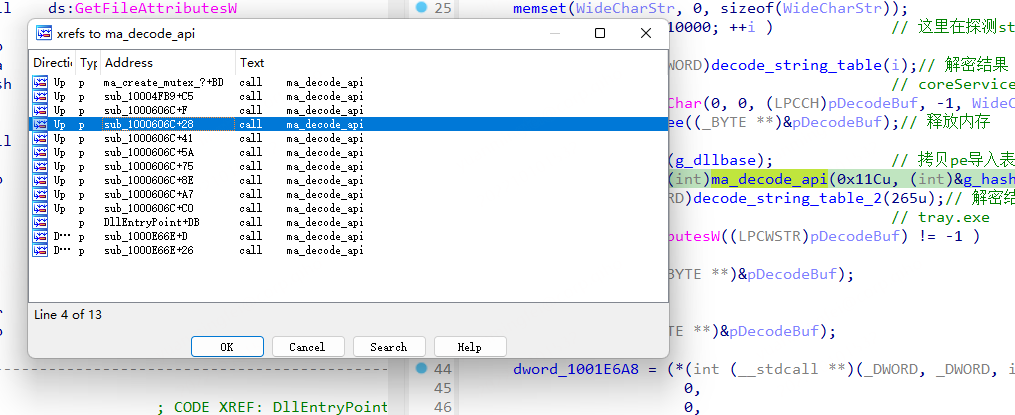 ll ds:GetFileAttributesW
xrefs to ma_decode_api
Directi Typ Address Text
Up p ma_create_mutex_?+BD call ma_decode_api
Up p sub_10004FB9+C5 call ma_decode_api
Up p sub_1000606C+F call ma_decode_api
Up p sub_1000606C+28 call ma_decode_api
Up p sub_1000606C+41 call ma_decode_api
Up p sub_1000606C+5A call ma_decode_api
Up p sub_1000606C+75 call ma_decode_api
Up p sub_1000606C+8E call ma_decode_api
Up p sub_1000606C+A7 call ma_decode_api
Up p sub_1000606C+C0 call ma_decode_api
p DllEntryPoint+DB call ma_decode_api
D… p sub_1000E66E+D call ma_decode_api
D… p sub_1000E66E+26 call ma_decode_api
Line 4 of 13
OK Cancel Search Help
; CODE XREF: DllEntryPoint
25 memset(WideCharStr, 0, sizeof(WideCharStr));
10000; ++i ) // 这里在探测st
WORD)decode_string_table(i);// 解密结果
// coreService
Char(0, 0, (LPCCH)pDecodeBuf, -1, WideC
ee((_BYTE **)&pDecodeBuf);// 释放内存
(g_dllbase); // 拷贝pe导入表
(int)ma_decode_api(0x11Cu, (int)&g_hash
RD)decode_string_table_2(265u);// 解密结
// tray.exe
butesW((LPCWSTR)pDecodeBuf) != -1 )
BYTE **)&pDecodeBuf);
TE **)&pDecodeBuf);
44 dword_1001E6A8 = (*(int (__stdcall **)(_DWORD, _DWORD, i
45 0,
46 0,